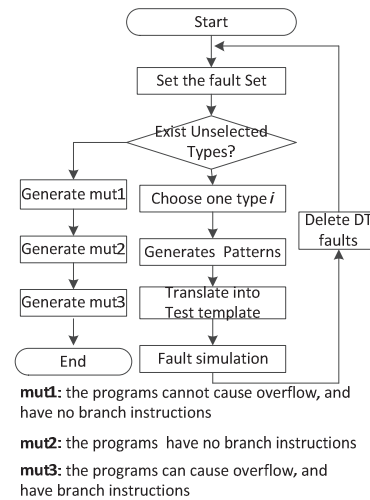 Start
Set the fault Set
Exist Unselected
Types?
Generate mut1
Choose one type i
Generate mut2
Generates Patterns
Delete DT
faults
Generate mut3
Translate into
Test template
End
Fault simulation
mut1: the programs cannot cause overflow, and
have no branch instructions
mut2: the programs have no branch instructions
mut3: the programs can cause overflow, and
have branch instructions